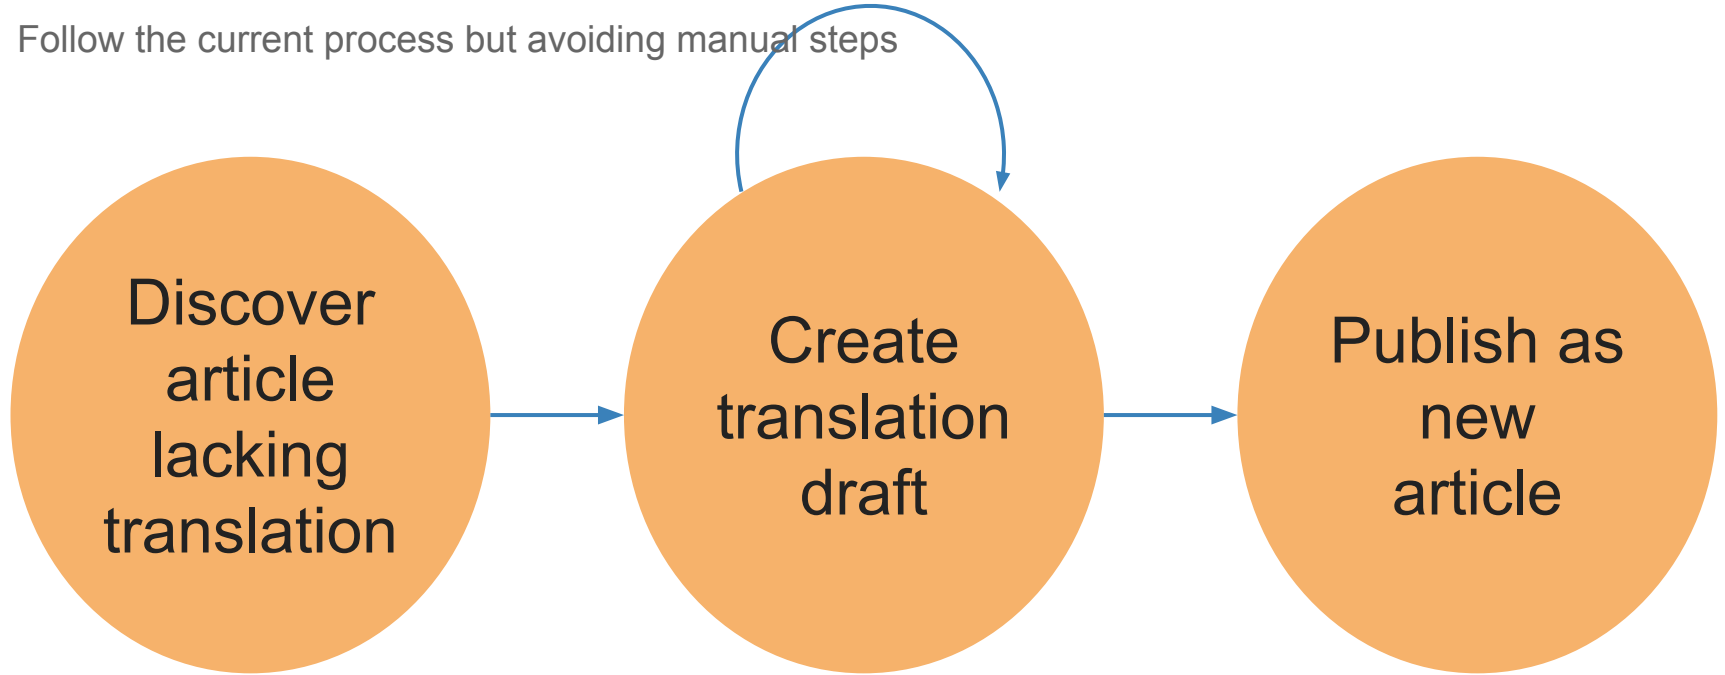 Follow the current process but avoiding manual steps
Discover
article
lacking
translation
Create
translation
draft
Publish as
new
article